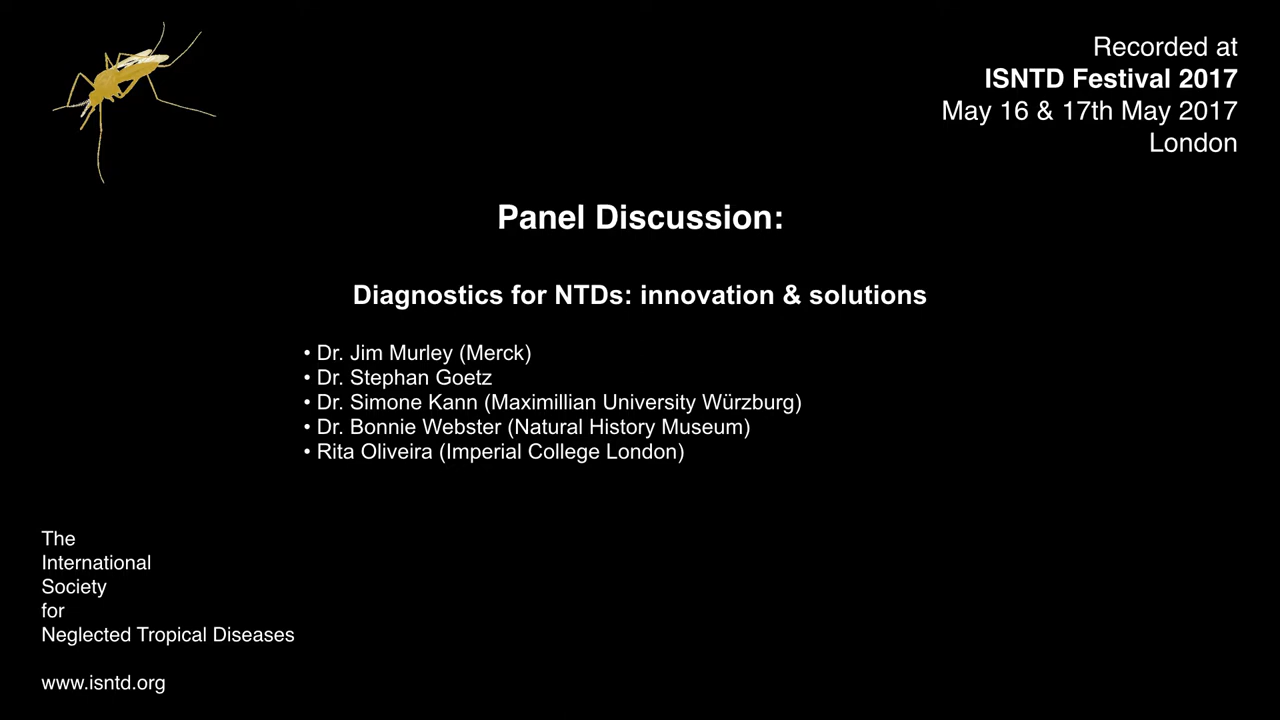 Recorded at
ISNTD Festival 2017
May 16 & 17th May 2017
London
Panel Discussion:
Diagnostics for NTDs: innovation & solutions
• Dr. Jim Murley (Merck)
• Dr. Stephan Goetz
• Dr. Simone Kann (Maximillian University Würzburg)
• Dr. Bonnie Webster (Natural History Museum)
• Rita Oliveira (Imperial College London)
The
International
Society
for
Neglected Tropical Diseases
www.isntd.org